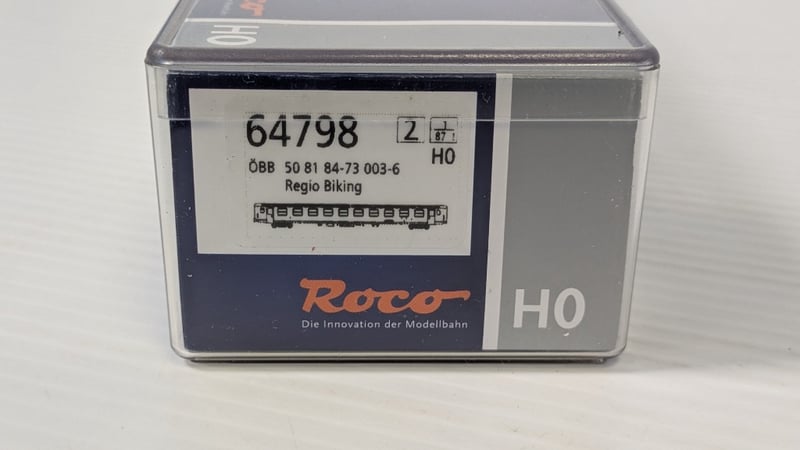 HO
64798 2 1/87
H0
ÖBB 50 81 84-73 003-6
Regio Biking
Roco
Die Innovation der Modellbahn
H0